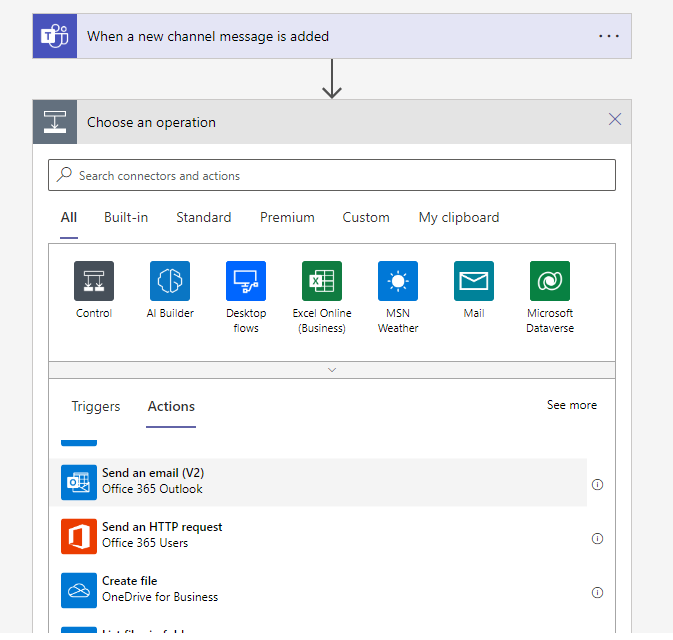 When a new channel message is added
Choose an operation
Search connectors and actions
All Built-in Standard Premium Custom My clipboard
Control AI Builder Desktop flows Excel Online (Business) MSN Weather Mail Microsoft Dataverse
Triggers Actions See more
Send an email (V2)
Office 365 Outlook
Send an HTTP request
Office 365 Users
Create file
OneDrive for Business